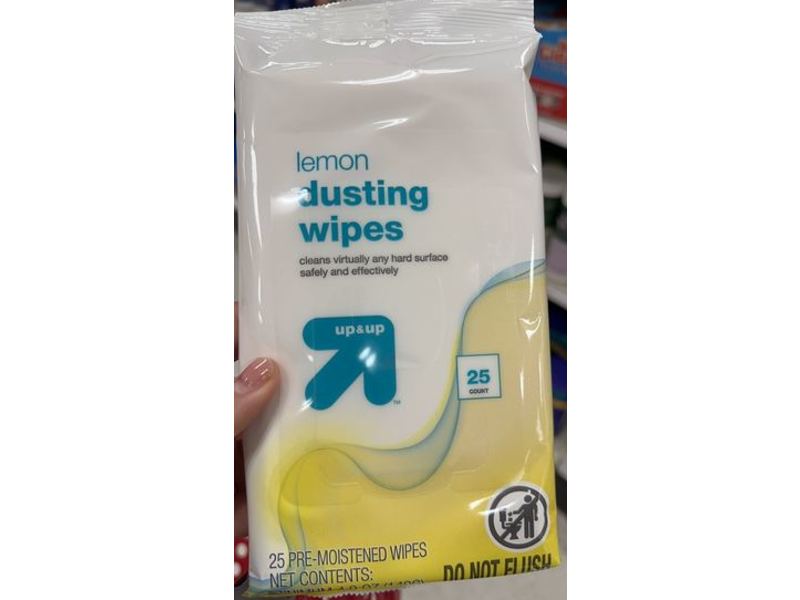 lemon
dusting
wipes
cleans virtually any hard surface
safely and effectively
up&up
TM
25
COUNT
25 PRE-MOISTENED WIPES
NET CONTENTS:
DO NOT FLUSH